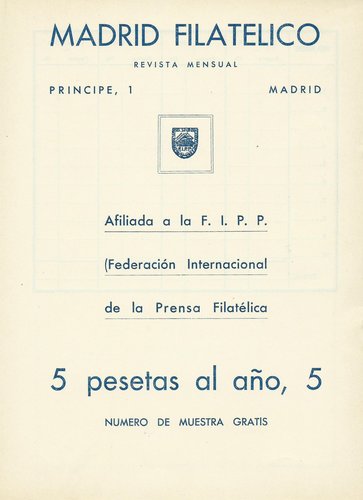 MADRID FILATELICO
REVISTA MENSUAL
PRINCIPE, 1 MADRID
Afiliada a la F. I. P. P.
(Federación Internacional
de la Prensa Filatélica
5 pesetas al año, 5
NUMERO DE MUESTRA GRATIS